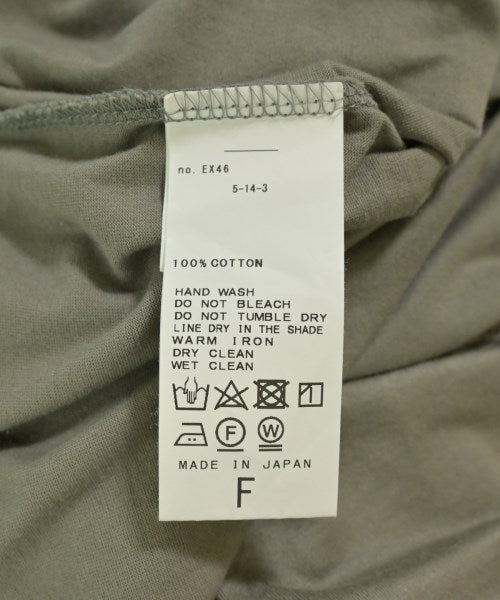 no. EX46
5-14-3
100% COTTON
HAND WASH
DO NOT BLEACH
DO NOT TUMBLE DRY
LINE DRY IN THE SHADE
WARM IRON
DRY CLEAN
WET CLEAN
F W
MADE IN JAPAN
F